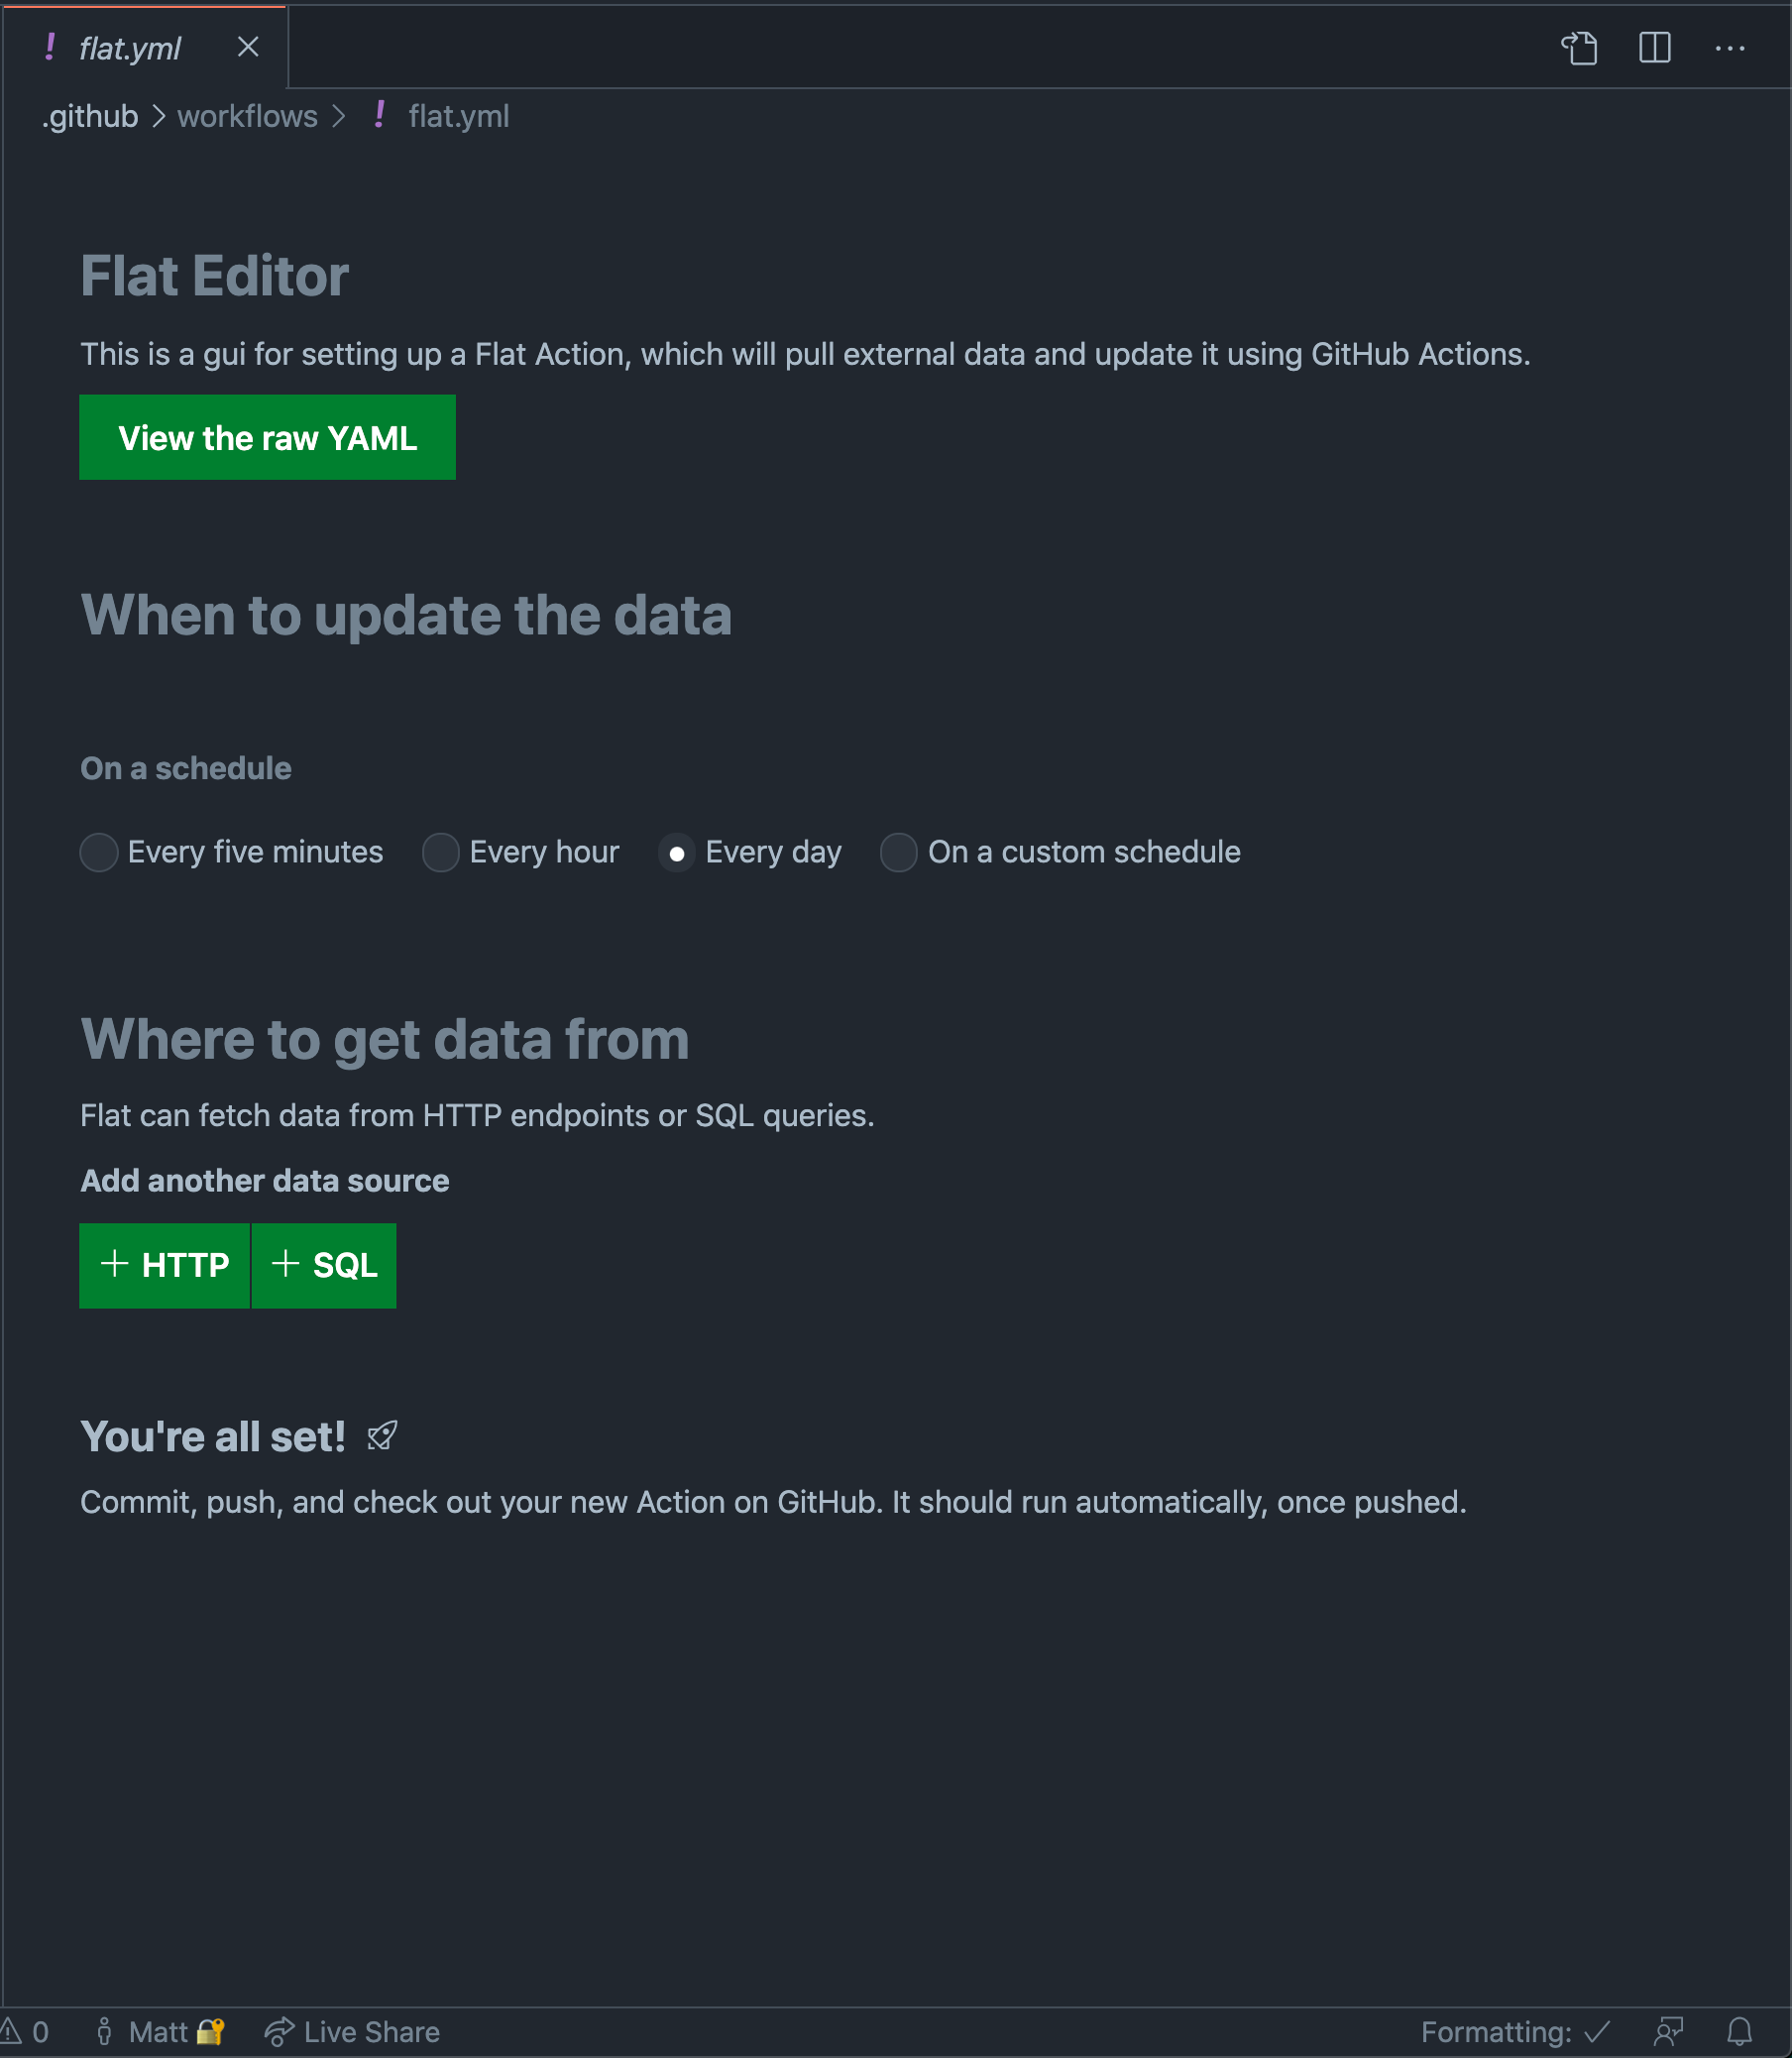 flat.yml
.github > workflows > ! flat.yml
Flat Editor
This is a gui for setting up a Flat Action, which will pull external data and update it using GitHub Actions.
View the raw YAML
When to update the data
On a schedule
Every five minutes Every hour Every day On a custom schedule
Where to get data from
Flat can fetch data from HTTP endpoints or SQL queries.
Add another data source
+ HTTP + SQL
You're all set!
Commit, push, and check out your new Action on GitHub. It should run automatically, once pushed.
0 Matt Live Share Formatting: ✓